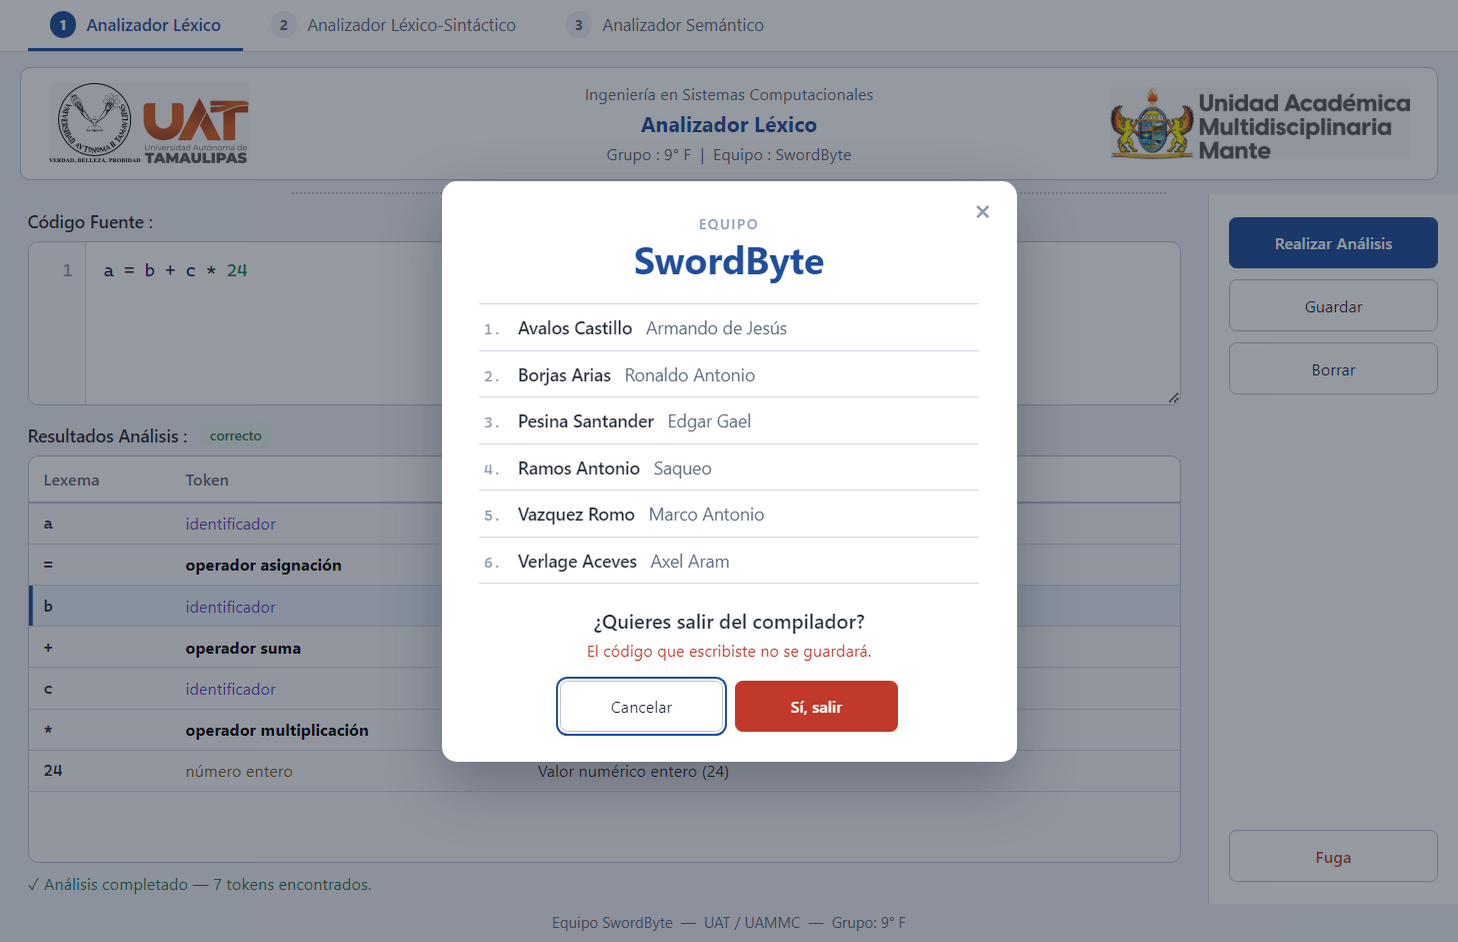 1 Analizador Léxico 2 Analizador Léxico-Sintáctico 3 Analizador Semántico
UNIVERSIDAD AUTONOMA DE TAMAULIPAS
VERDAD, BELLEZA, PROBIDAD
UAT
Universidad Autónoma de
TAMAULIPAS
Ingeniería en Sistemas Computacionales
Analizador Léxico
Grupo : 9° F | Equipo : SwordByte
Unidad Académica
Multidisciplinaria
Mante
Código Fuente :
1 a = b + c * 24
Realizar Análisis
Guardar
Borrar
Fuga
EQUIPO
SwordByte
×
1. Avalos Castillo Armando de Jesús
2. Borjas Arias Ronaldo Antonio
3. Pesina Santander Edgar Gael
4. Ramos Antonio Saqueo
5. Vazquez Romo Marco Antonio
6. Verlage Aceves Axel Aram
¿Quieres salir del compilador?
El código que escribiste no se guardará.
Cancelar Sí, salir
Resultados Análisis : correcto
Lexema Token
a identificador
= operador asignación
b identificador
+ operador suma
c identificador
* operador multiplicación
24 número entero Valor numérico entero (24)
✓ Análisis completado — 7 tokens encontrados.
Equipo SwordByte — UAT / UAMMC — Grupo: 9° F